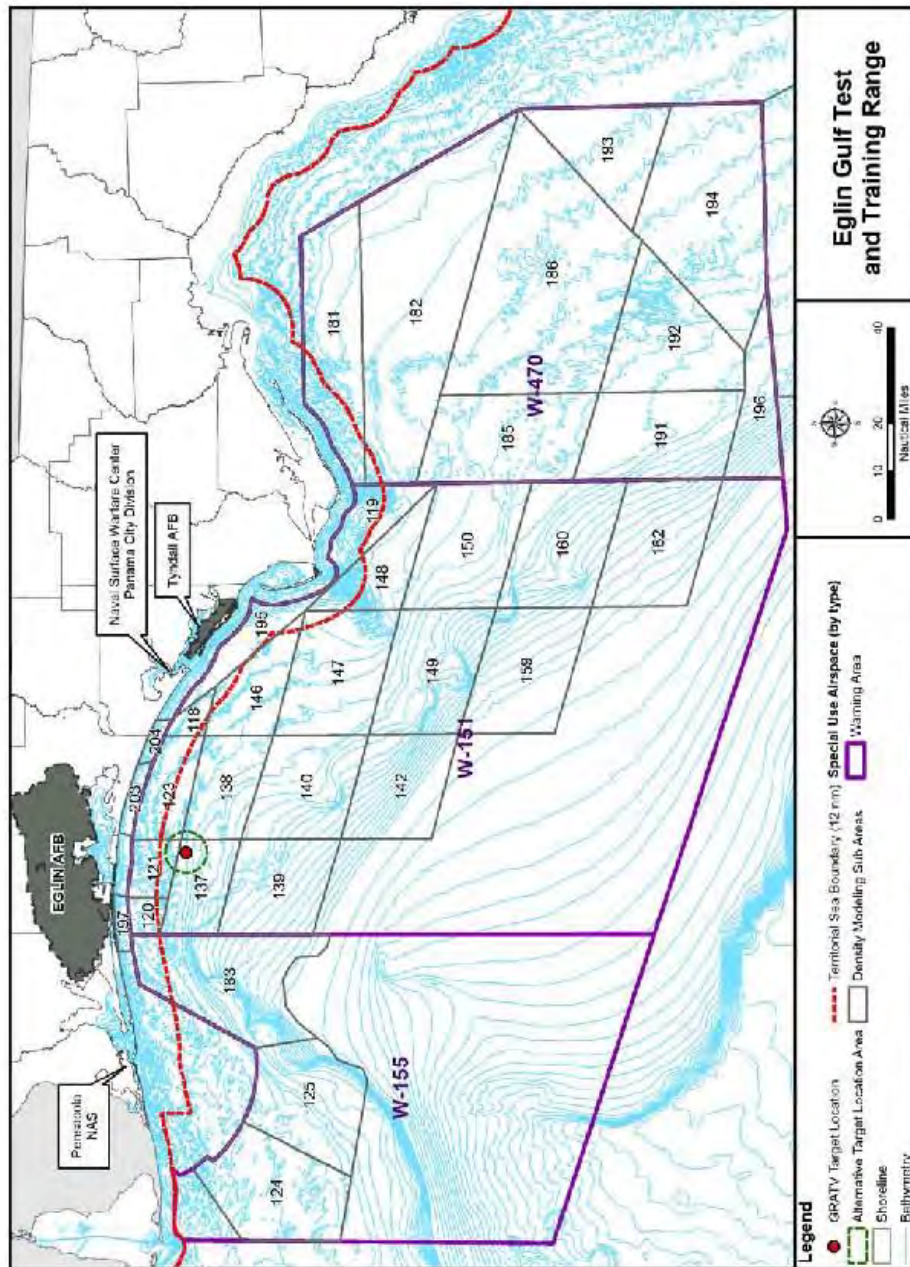 Naval Surface Warfare Center
Panama City Division
Tyndall AFB
EGLIN AFB
Pensacola
NAS
197
203
204
120
121
123
118
195
119
183
137
138
146
147
148
139
140
149
150
142
159
160
162
124
125
181
182
185
186
193
191
192
194
196
W-155
W-151
W-470
Legend
GRATV Target Location
Alternative Target Location Area
Shoreline
Bathymetry
Territorial Sea Boundary (12 nm)
Density Modeling Sub Areas
Special Use Airspace (by type)
Warning Area
0 10 20 40
Nautical Miles
Eglin Gulf Test
and Training Range